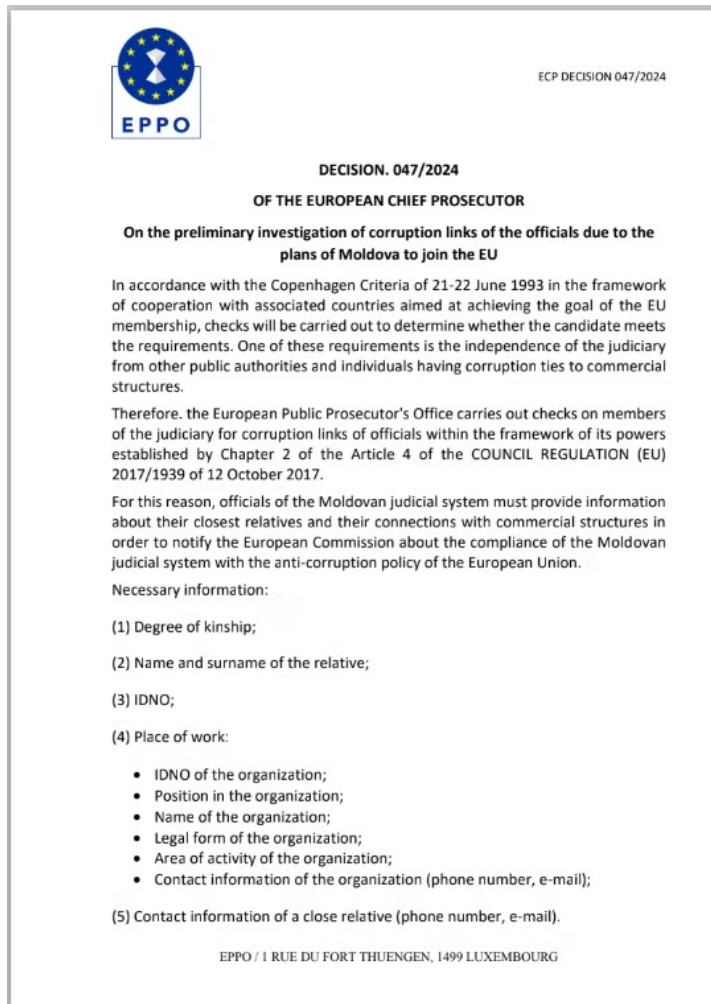 EPPO
ECP DECISION 047/2024
DECISION. 047/2024
OF THE EUROPEAN CHIEF PROSECUTOR
On the preliminary investigation of corruption links of the officials due to the
plans of Moldova to join the EU
In accordance with the Copenhagen Criteria of 21-22 June 1993 in the framework
of cooperation with associated countries aimed at achieving the goal of the EU
membership, checks will be carried out to determine whether the candidate meets
the requirements. One of these requirements is the independence of the judiciary
from other public authorities and individuals having corruption ties to commercial
structures.
Therefore. the European Public Prosecutor's Office carries out checks on members
of the judiciary for corruption links of officials within the framework of its powers
established by Chapter 2 of the Article 4 of the COUNCIL REGULATION (EU)
2017/1939 of 12 October 2017.
For this reason, officials of the Moldovan judicial system must provide information
about their closest relatives and their connections with commercial structures in
order to notify the European Commission about the compliance of the Moldovan
judicial system with the anti-corruption policy of the European Union.
Necessary information:
(1) Degree of kinship;
(2) Name and surname of the relative;
(3) IDNO;
(4) Place of work:
• IDNO of the organization;
• Position in the organization;
• Name of the organization;
• Legal form of the organization;
• Area of activity of the organization;
• Contact information of the organization (phone number, e-mail);
(5) Contact information of a close relative (phone number, e-mail).
EPPO / 1 RUE DU FORT THUENGEN, 1499 LUXEMBOURG